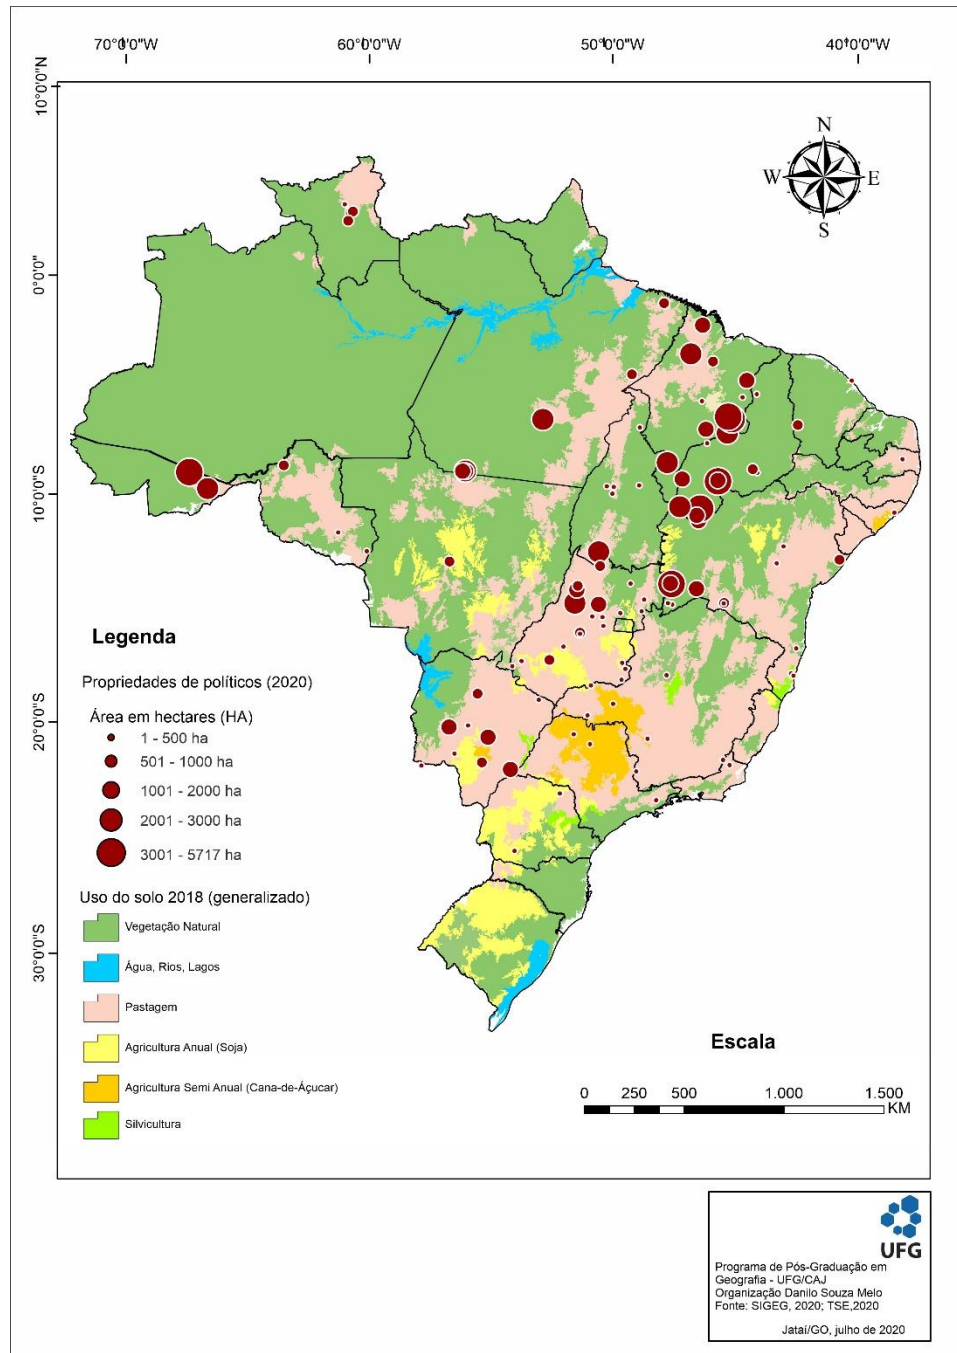 70°0'0"W 60°0'0"W 50°0'0"W 40°0'0"W
10°0'0"N
0°0'0"
10°0'0"S
20°0'0"S
30°0'0"S
N
W E
S
Legenda
Propriedades de políticos (2020)
Área em hectares (HA)
1 - 500 ha
501 - 1000 ha
1001 - 2000 ha
2001 - 3000 ha
3001 - 5717 ha
Uso do solo 2018 (generalizado)
Vegetação Natural
Água, Rios, Lagos
Pastagem
Agricultura Anual (Soja)
Agricultura Semi Anual (Cana-de-Áçucar)
Silvicultura
Escala
0 250 500 1.000 1.500
KM
UFG
Programa de Pós-Graduação em
Geografia - UFG/CAJ
Organização Danilo Souza Melo
Fonte: SIGEG, 2020; TSE,2020
Jataí/GO, julho de 2020